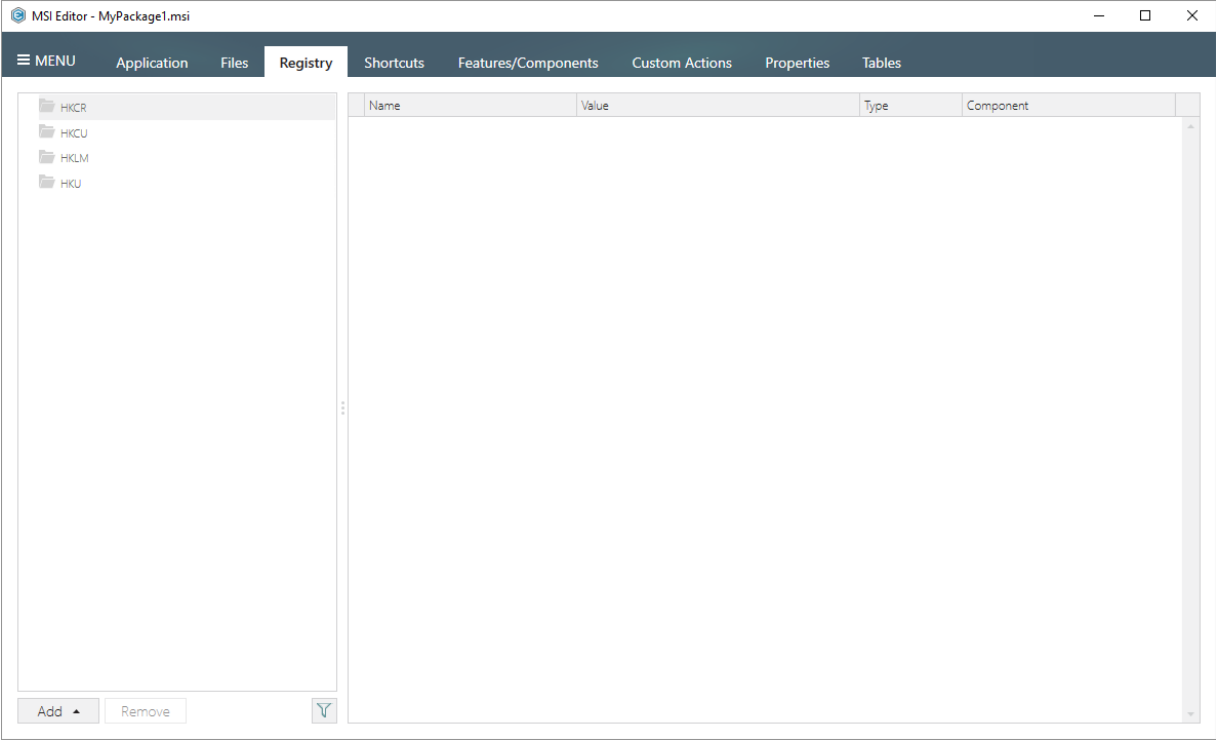 MSI Editor - MyPackage1.msi
MENU Application Files Registry Shortcuts Features/Components Custom Actions Properties Tables
HKCR
HKCU
HKLM
HKU
Name Value Type Component
Add Remove